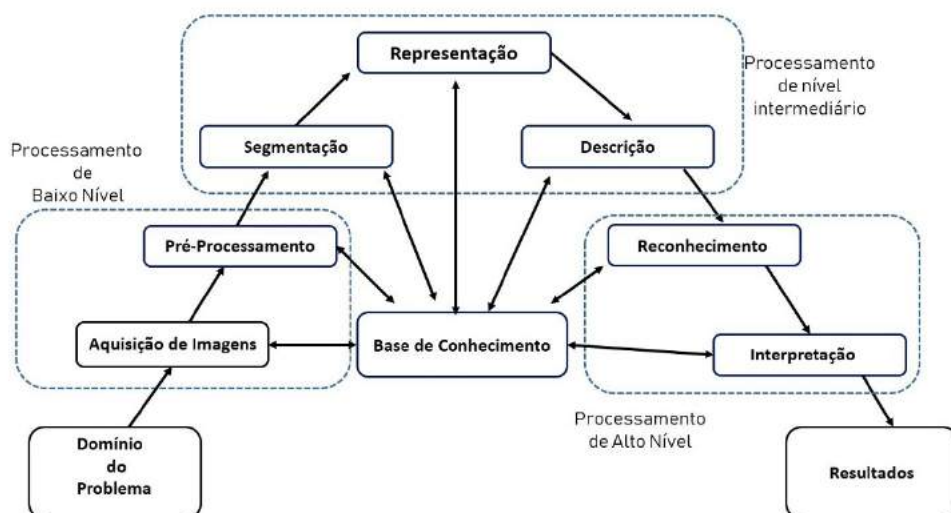 Representação
Processamento
de nível
intermediário
Segmentação
Descrição
Processamento
de
Baixo Nível
Pré-Processamento
Reconhecimento
Aquisição de Imagens
Base de Conhecimento
Interpretação
Processamento
de Alto Nível
Domínio
do
Problema
Resultados